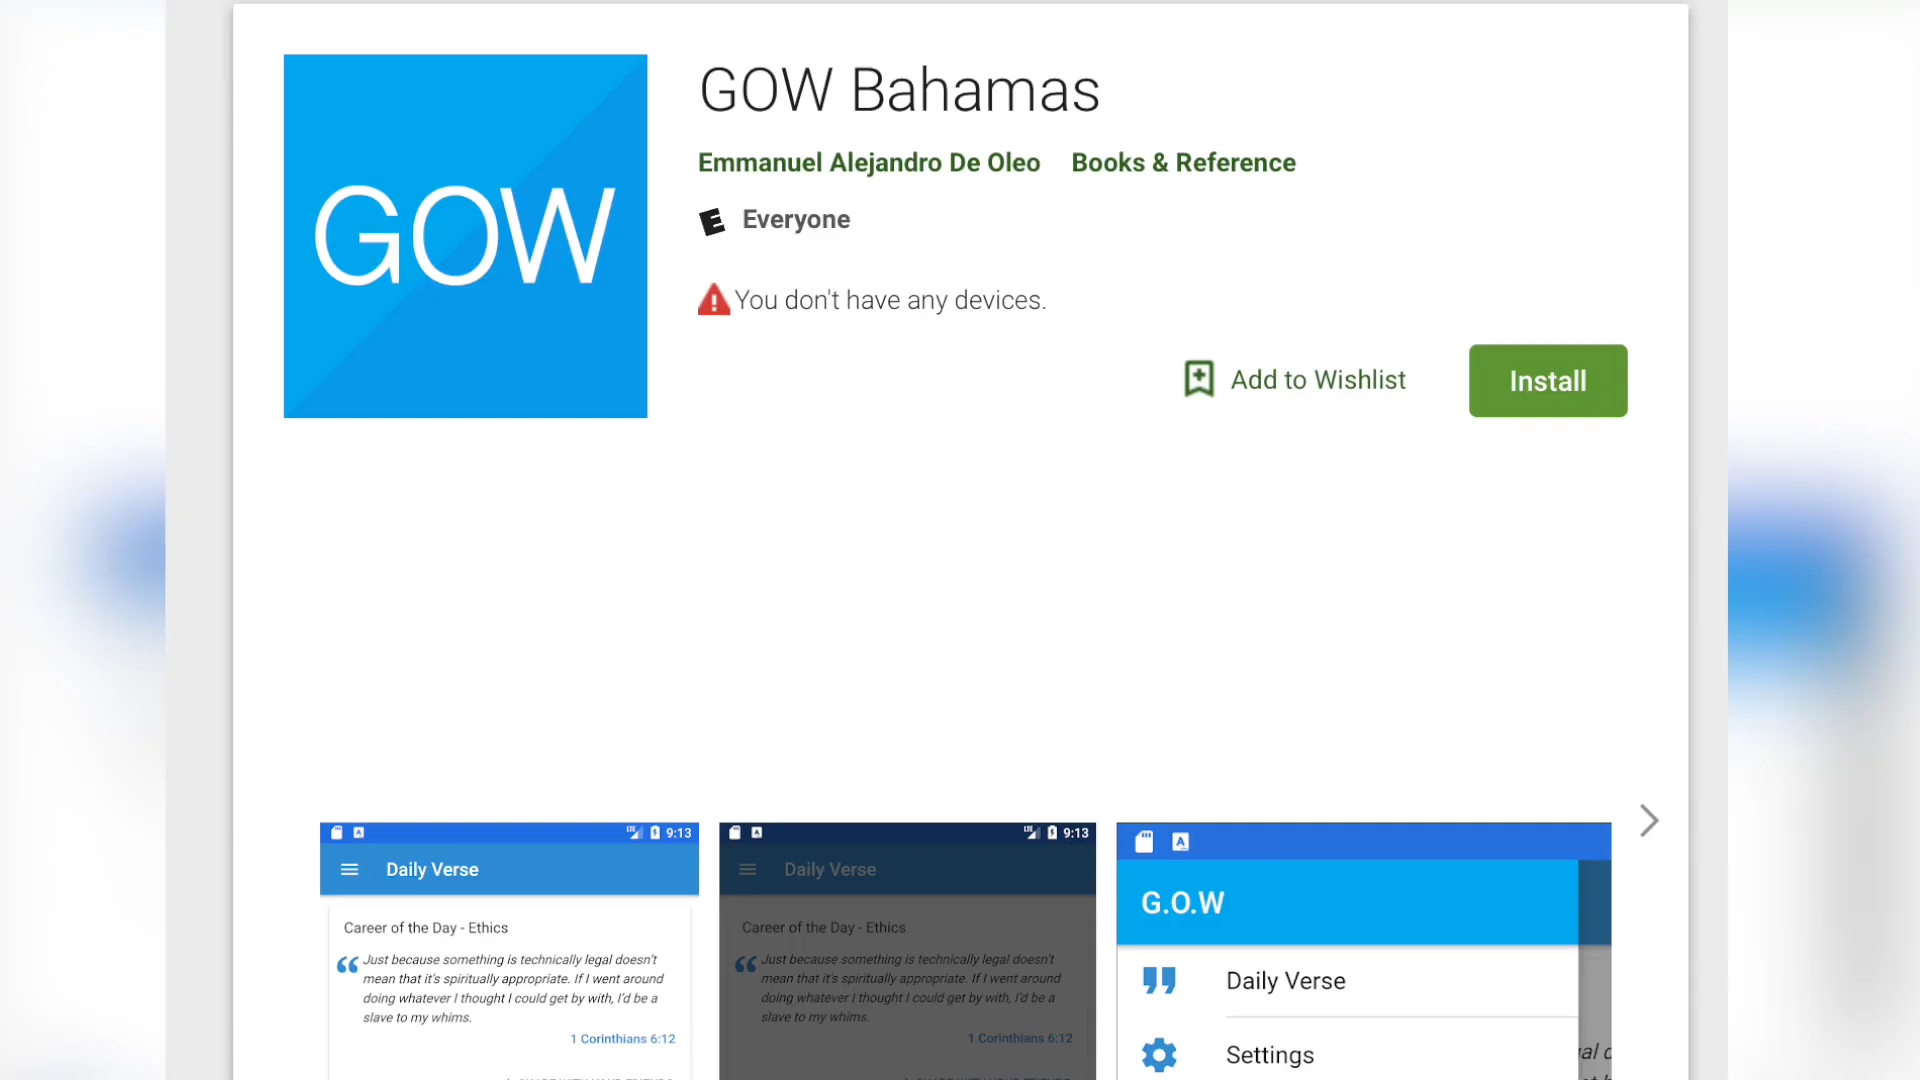 GOW
GOW Bahamas
Emmanuel Alejandro De Oleo Books & Reference
E Everyone
You don't have any devices.
Add to Wishlist
Install
9:13
Daily Verse
Career of the Day - Ethics
“ Just because something is technically legal doesn't
mean that it's spiritually appropriate. If I went around
doing whatever I thought I could get by with, I'd be a
slave to my whims.
1 Corinthians 6:12
9:13
Daily Verse
Career of the Day - Ethics
“ Just because something is technically legal doesn't
mean that it's spiritually appropriate. If I went around
doing whatever I thought I could get by with, I'd be a
slave to my whims.
1 Corinthians 6:12
G.O.W
Daily Verse
Settings